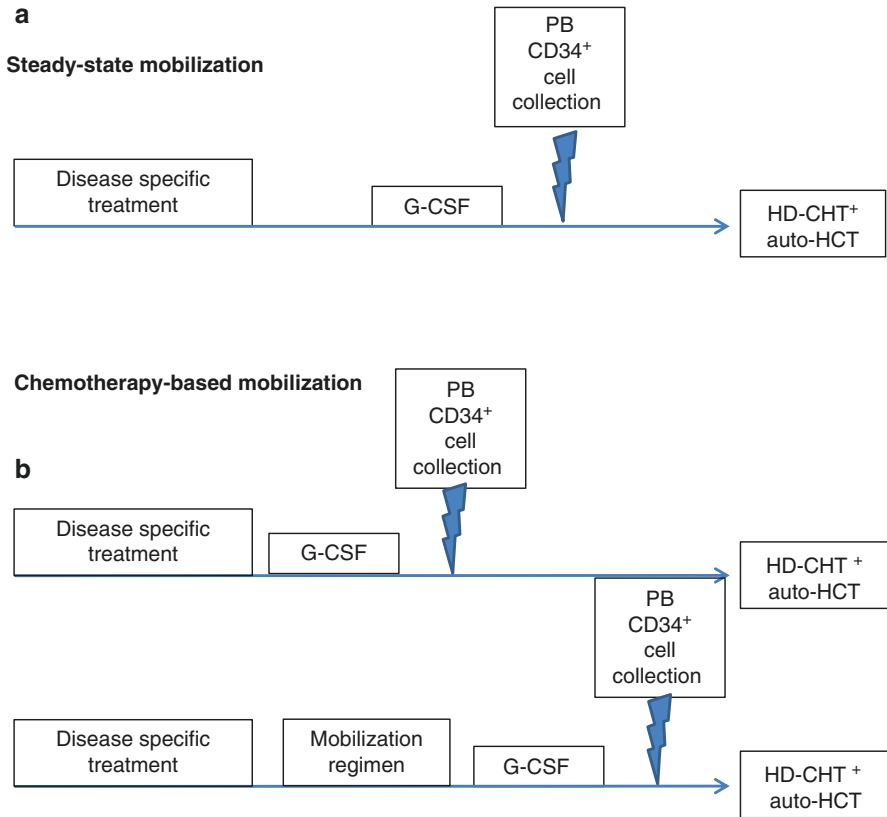 a
Steady-state mobilization
PB
CD34⁺
cell
collection
Disease specific
treatment
G-CSF
HD-CHT⁺
auto-HCT
Chemotherapy-based mobilization
b
PB
CD34⁺
cell
collection
Disease specific
treatment
G-CSF
HD-CHT ⁺
auto-HCT
PB
CD34⁺
cell
collection
Disease specific
treatment
Mobilization
regimen
G-CSF
HD-CHT ⁺
auto-HCT